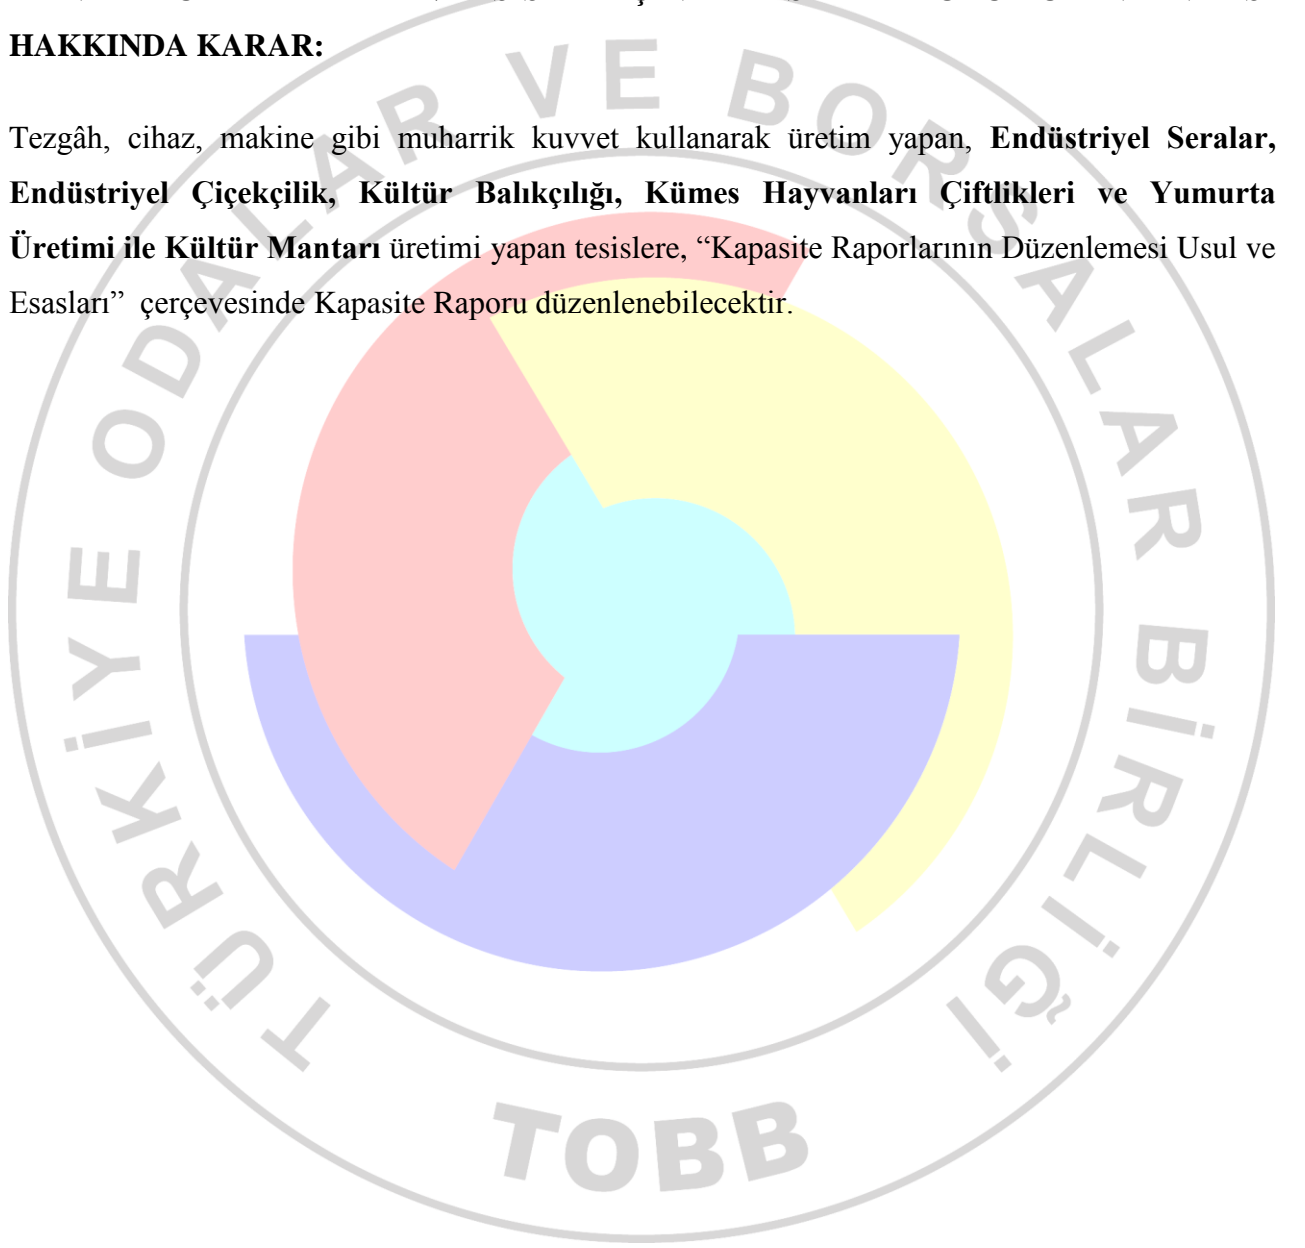 HAKKINDA KARAR:
Tezgâh, cihaz, makine gibi muharrik kuvvet kullanarak üretim yapan, Endüstriyel Seralar,
Endüstriyel Çiçekçilik, Kültür Balıkçılığı, Kümes Hayvanları Çiftlikleri ve Yumurta
Üretimi ile Kültür Mantarı üretimi yapan tesislere, “Kapasite Raporlarının Düzenlemesi Usul ve
Esasları” çerçevesinde Kapasite Raporu düzenlenebilecektir.
TÜRKİYE ODALAR VE BORSALAR BİRLİĞİ
TOBB